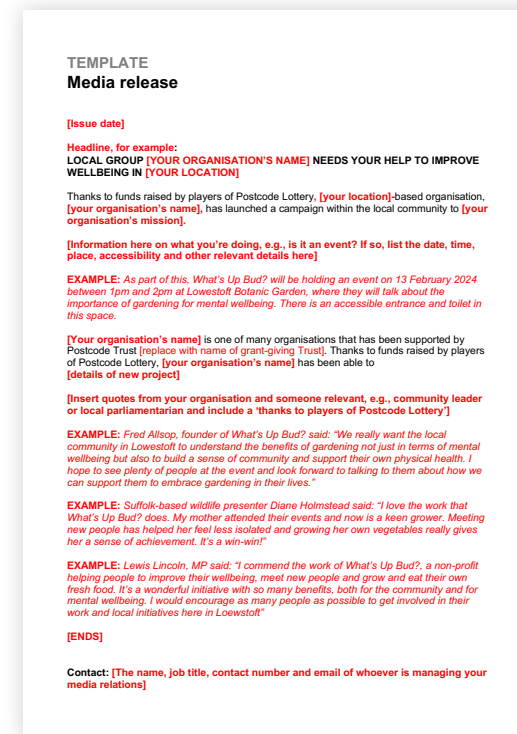 TEMPLATE
Media release
[Issue date]
Headline, for example:
LOCAL GROUP [YOUR ORGANISATION'S NAME] NEEDS YOUR HELP TO IMPROVE
WELLBEING IN [YOUR LOCATION]
Thanks to funds raised by players of Postcode Lottery, [your location]-based organisation,
[your organisation's name], has launched a campaign within the local community to [your
organisation's mission].
[Information here on what you're doing, e.g., is it an event? If so, list the date, time,
place, accessibility and other relevant details here]
EXAMPLE: As part of this, What's Up Bud? will be holding an event on 13 February 2024
between 1pm and 2pm at Lowestoft Botanic Garden, where they will talk about the
importance of gardening for mental wellbeing. There is an accessible entrance and toilet in
this space.
[Your organisation's name] is one of many organisations that has been supported by
Postcode Trust [replace with name of grant-giving Trust]. Thanks to funds raised by players
of Postcode Lottery, [your organisation's name] has been able to
[details of new project]
[Insert quotes from your organisation and someone relevant, e.g., community leader
or local parliamentarian and include a 'thanks to players of Postcode Lottery']
EXAMPLE: Fred Allsop, founder of What's Up Bud? said: "We really want the local
community in Lowestoft to understand the benefits of gardening not just in terms of mental
wellbeing but also to build a sense of community and support their own physical health. I
hope to see plenty of people at the event and look forward to talking to them about how we
can support them to embrace gardening in their lives."
EXAMPLE: Suffolk-based wildlife presenter Diane Holmstead said: "I love the work that
What's Up Bud? does. My mother attended their events and now is a keen grower. Meeting
new people has helped her feel less isolated and growing her own vegetables really gives
her a sense of achievement. It's a win-win!"
EXAMPLE: Lewis Lincoln, MP said: "I commend the work of What's Up Bud?, a non-profit
helping people to improve their wellbeing, meet new people and grow and eat their own
fresh food. It's a wonderful initiative with so many benefits, both for the community and for
mental wellbeing. I would encourage as many people as possible to get involved in their
work and local initiatives here in Loewstoft"
[ENDS]
Contact: [The name, job title, contact number and email of whoever is managing your
media relations]